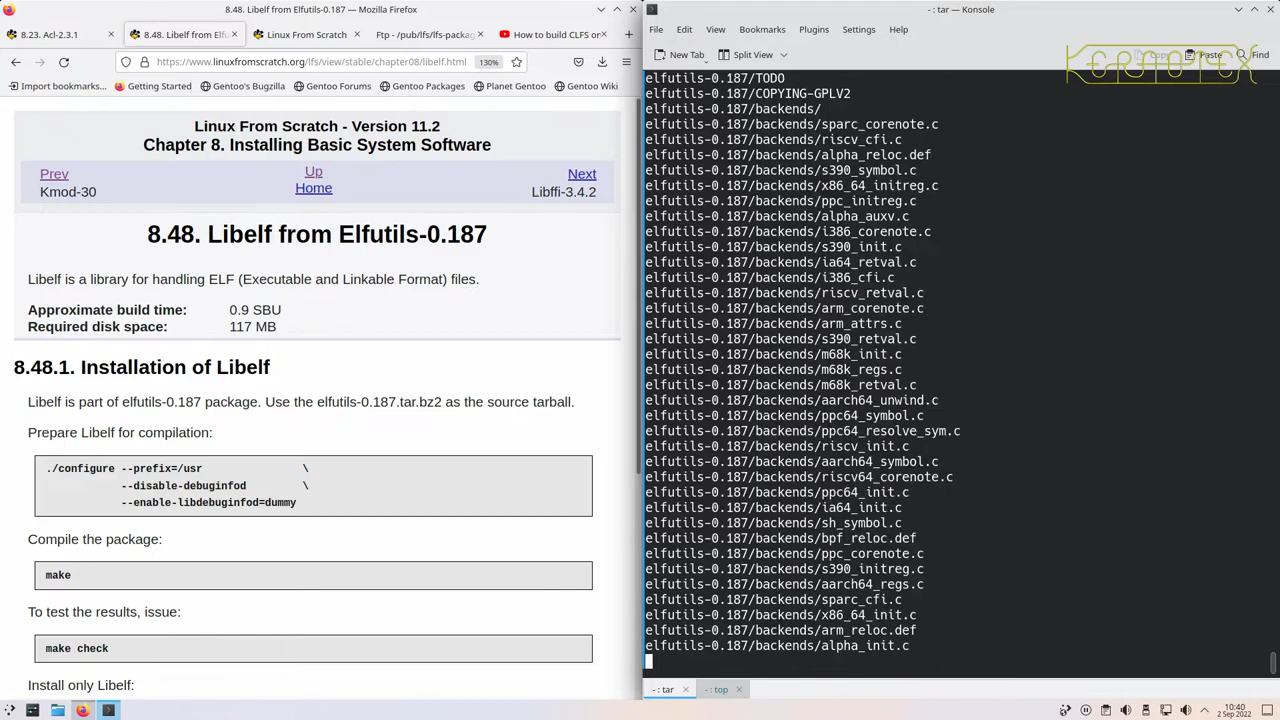 8.48. Libelf from Elfutils-0.187 — Mozilla Firefox
8.23. Acl-2.3.1
8.48. Libelf from Elf
Linux From Scratch
Ftp - /pub/lfs/lfs-packag
How to build CLFS on
https://www.linuxfromscratch.org/lfs/view/stable/chapter08/libelf.html
130%
Import bookmarks...
Getting Started
Gentoo's Bugzilla
Gentoo Forums
Gentoo Packages
Planet Gentoo
Gentoo Wiki
Linux From Scratch - Version 11.2
Chapter 8. Installing Basic System Software
Prev
Up
Next
Kmod-30
Home
Libffi-3.4.2
8.48. Libelf from Elfutils-0.187
Libelf is a library for handling ELF (Executable and Linkable Format) files.
Approximate build time: 0.9 SBU
Required disk space: 117 MB
8.48.1. Installation of Libelf
Libelf is part of elfutils-0.187 package. Use the elfutils-0.187.tar.bz2 as the source tarball.
Prepare Libelf for compilation:
./configure --prefix=/usr \
--disable-debuginfod \
--enable-libdebuginfod=dummy
Compile the package:
make
To test the results, issue:
make check
Install only Libelf:
- : tar — Konsole
File Edit View Bookmarks Plugins Settings Help
New Tab
Split View
Copy
Paste
Find
KERNOTEX
elfutils-0.187/TODO
elfutils-0.187/COPYING-GPLV2
elfutils-0.187/backends/
elfutils-0.187/backends/sparc_corenote.c
elfutils-0.187/backends/riscv_cfi.c
elfutils-0.187/backends/alpha_reloc.def
elfutils-0.187/backends/s390_symbol.c
elfutils-0.187/backends/x86_64_initreg.c
elfutils-0.187/backends/ppc_initreg.c
elfutils-0.187/backends/alpha_auxv.c
elfutils-0.187/backends/i386_corenote.c
elfutils-0.187/backends/s390_init.c
elfutils-0.187/backends/ia64_retval.c
elfutils-0.187/backends/i386_cfi.c
elfutils-0.187/backends/riscv_retval.c
elfutils-0.187/backends/arm_corenote.c
elfutils-0.187/backends/arm_attrs.c
elfutils-0.187/backends/s390_retval.c
elfutils-0.187/backends/m68k_init.c
elfutils-0.187/backends/m68k_regs.c
elfutils-0.187/backends/m68k_retval.c
elfutils-0.187/backends/aarch64_unwind.c
elfutils-0.187/backends/ppc64_symbol.c
elfutils-0.187/backends/ppc64_resolve_sym.c
elfutils-0.187/backends/riscv_init.c
elfutils-0.187/backends/aarch64_symbol.c
elfutils-0.187/backends/riscv64_corenote.c
elfutils-0.187/backends/ppc64_init.c
elfutils-0.187/backends/ia64_init.c
elfutils-0.187/backends/sh_symbol.c
elfutils-0.187/backends/bpf_reloc.def
elfutils-0.187/backends/ppc_corenote.c
elfutils-0.187/backends/s390_initreg.c
elfutils-0.187/backends/aarch64_regs.c
elfutils-0.187/backends/sparc_cfi.c
elfutils-0.187/backends/x86_64_init.c
elfutils-0.187/backends/arm_reloc.def
elfutils-0.187/backends/alpha_init.c
- : tar
- : top
10:40
2 Sep 2022